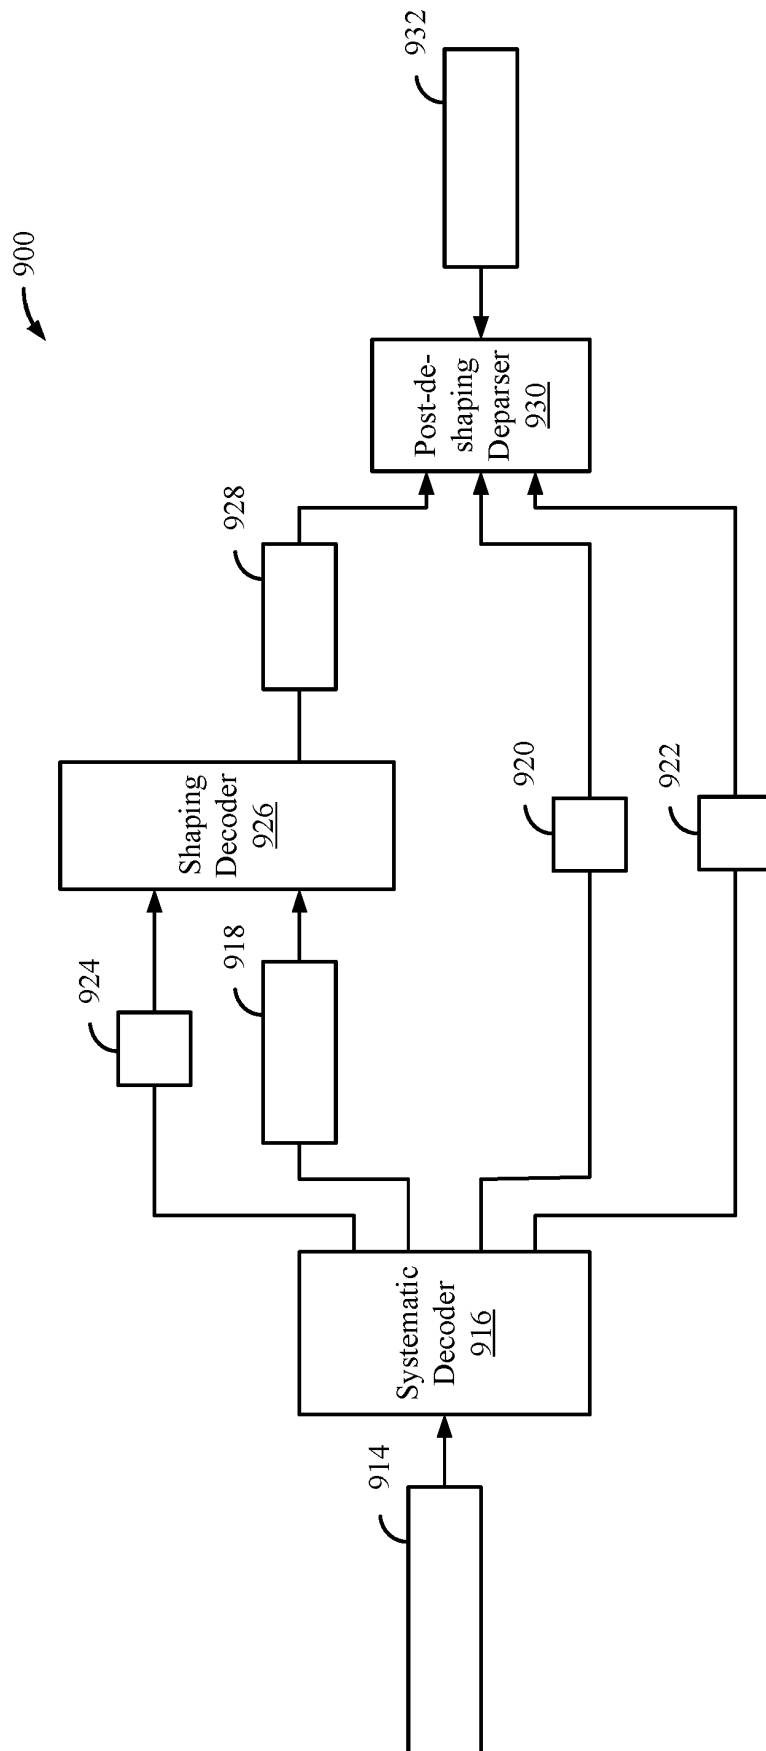 900
914
Systematic
Decoder
916
924
918
Shaping
Decoder
926
920
922
928
Post-de-
shaping
Deparser
930
932